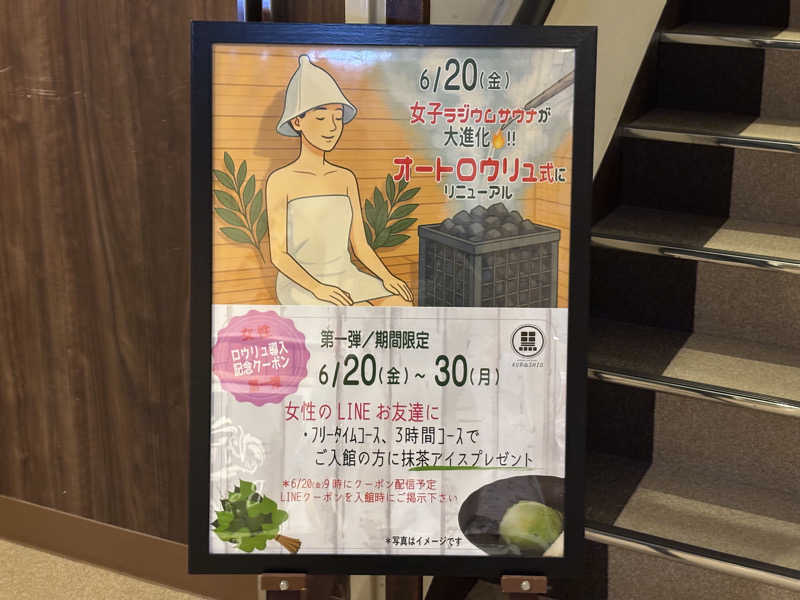 6/20(金)
女子ラジウムサウナが
大進化!!
オートロウリュ式に
リニューアル
女性
ロウリュ導入
記念クーポン
第一弾/期間限定
6/20(金)~30(月)
KURASHIO
女性のLINEお友達に
・フリータイムコース、3時間コースで
ご入館の方に抹茶アイスプレゼント
*6/20(金)9時にクーポン配信予定
LINEクーポンを入館時にご掲示下さい
*写真はイメージです